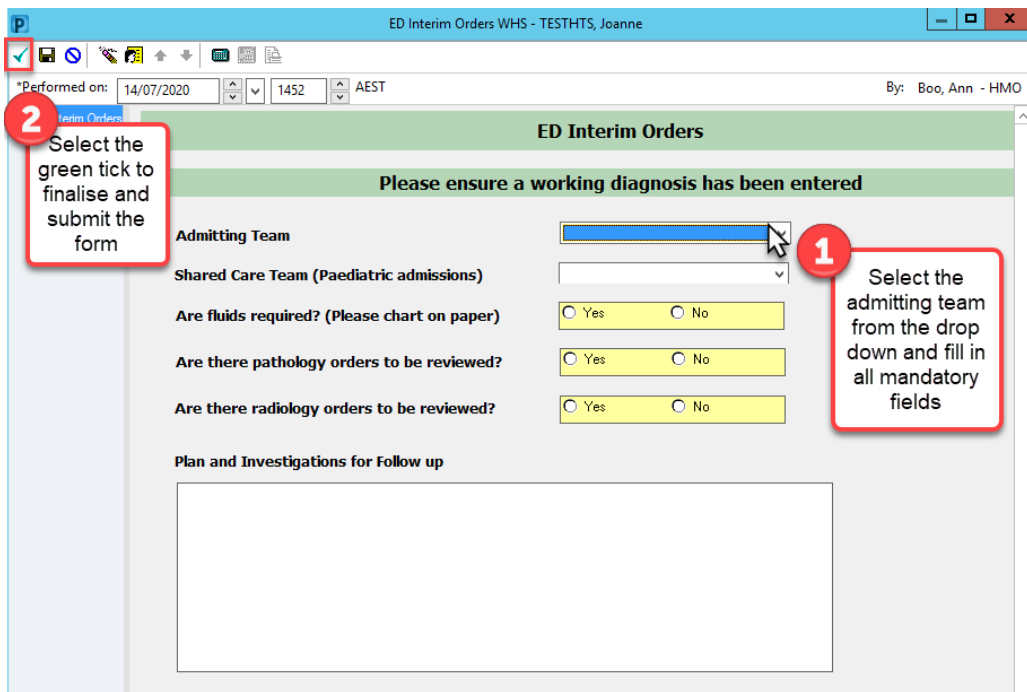 ED Interim Orders WHS - TESTHTS, Joanne
*Performed on: 14/07/2020 1452 AEST By: Boo, Ann - HMO
terim Orders
2
Select the
green tick to
finalise and
submit the
form
ED Interim Orders
Please ensure a working diagnosis has been entered
Admitting Team
Shared Care Team (Paediatric admissions)
Are fluids required? (Please chart on paper) Yes No
Are there pathology orders to be reviewed? Yes No
Are there radiology orders to be reviewed? Yes No
Plan and Investigations for Follow up
1
Select the
admitting team
from the drop
down and fill in
all mandatory
fields